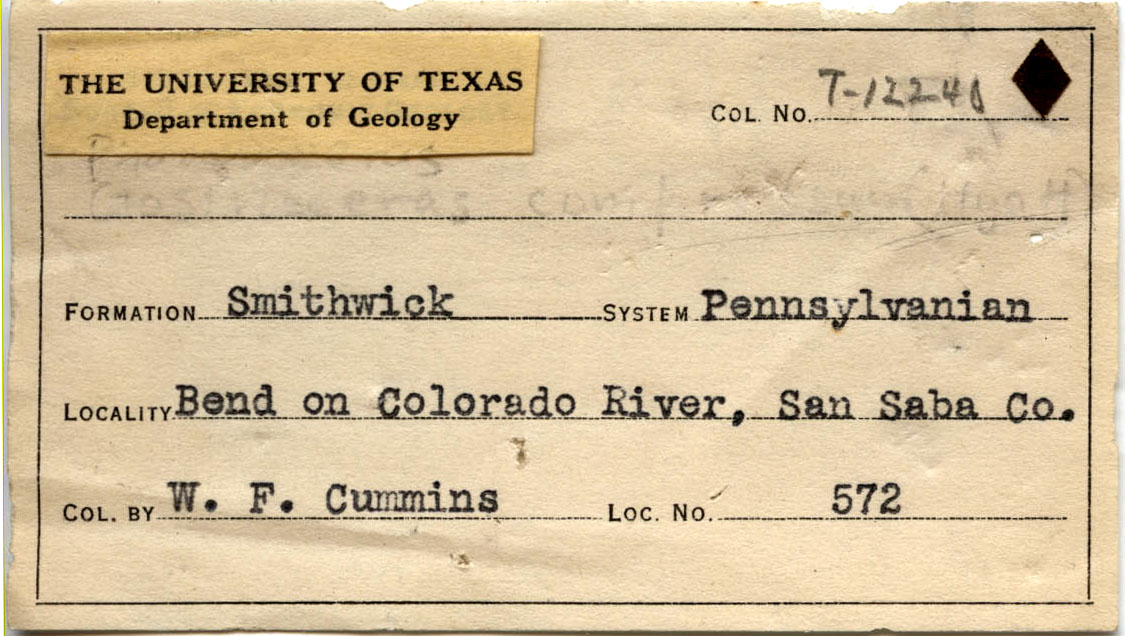 THE UNIVERSITY OF TEXAS
Department of Geology
COL. NO. T-12240
FORMATION Smithwick SYSTEM Pennsylvanian
LOCALITY Bend on Colorado River, San Saba Co.
COL. BY W. F. Cummins LOC. NO. 572